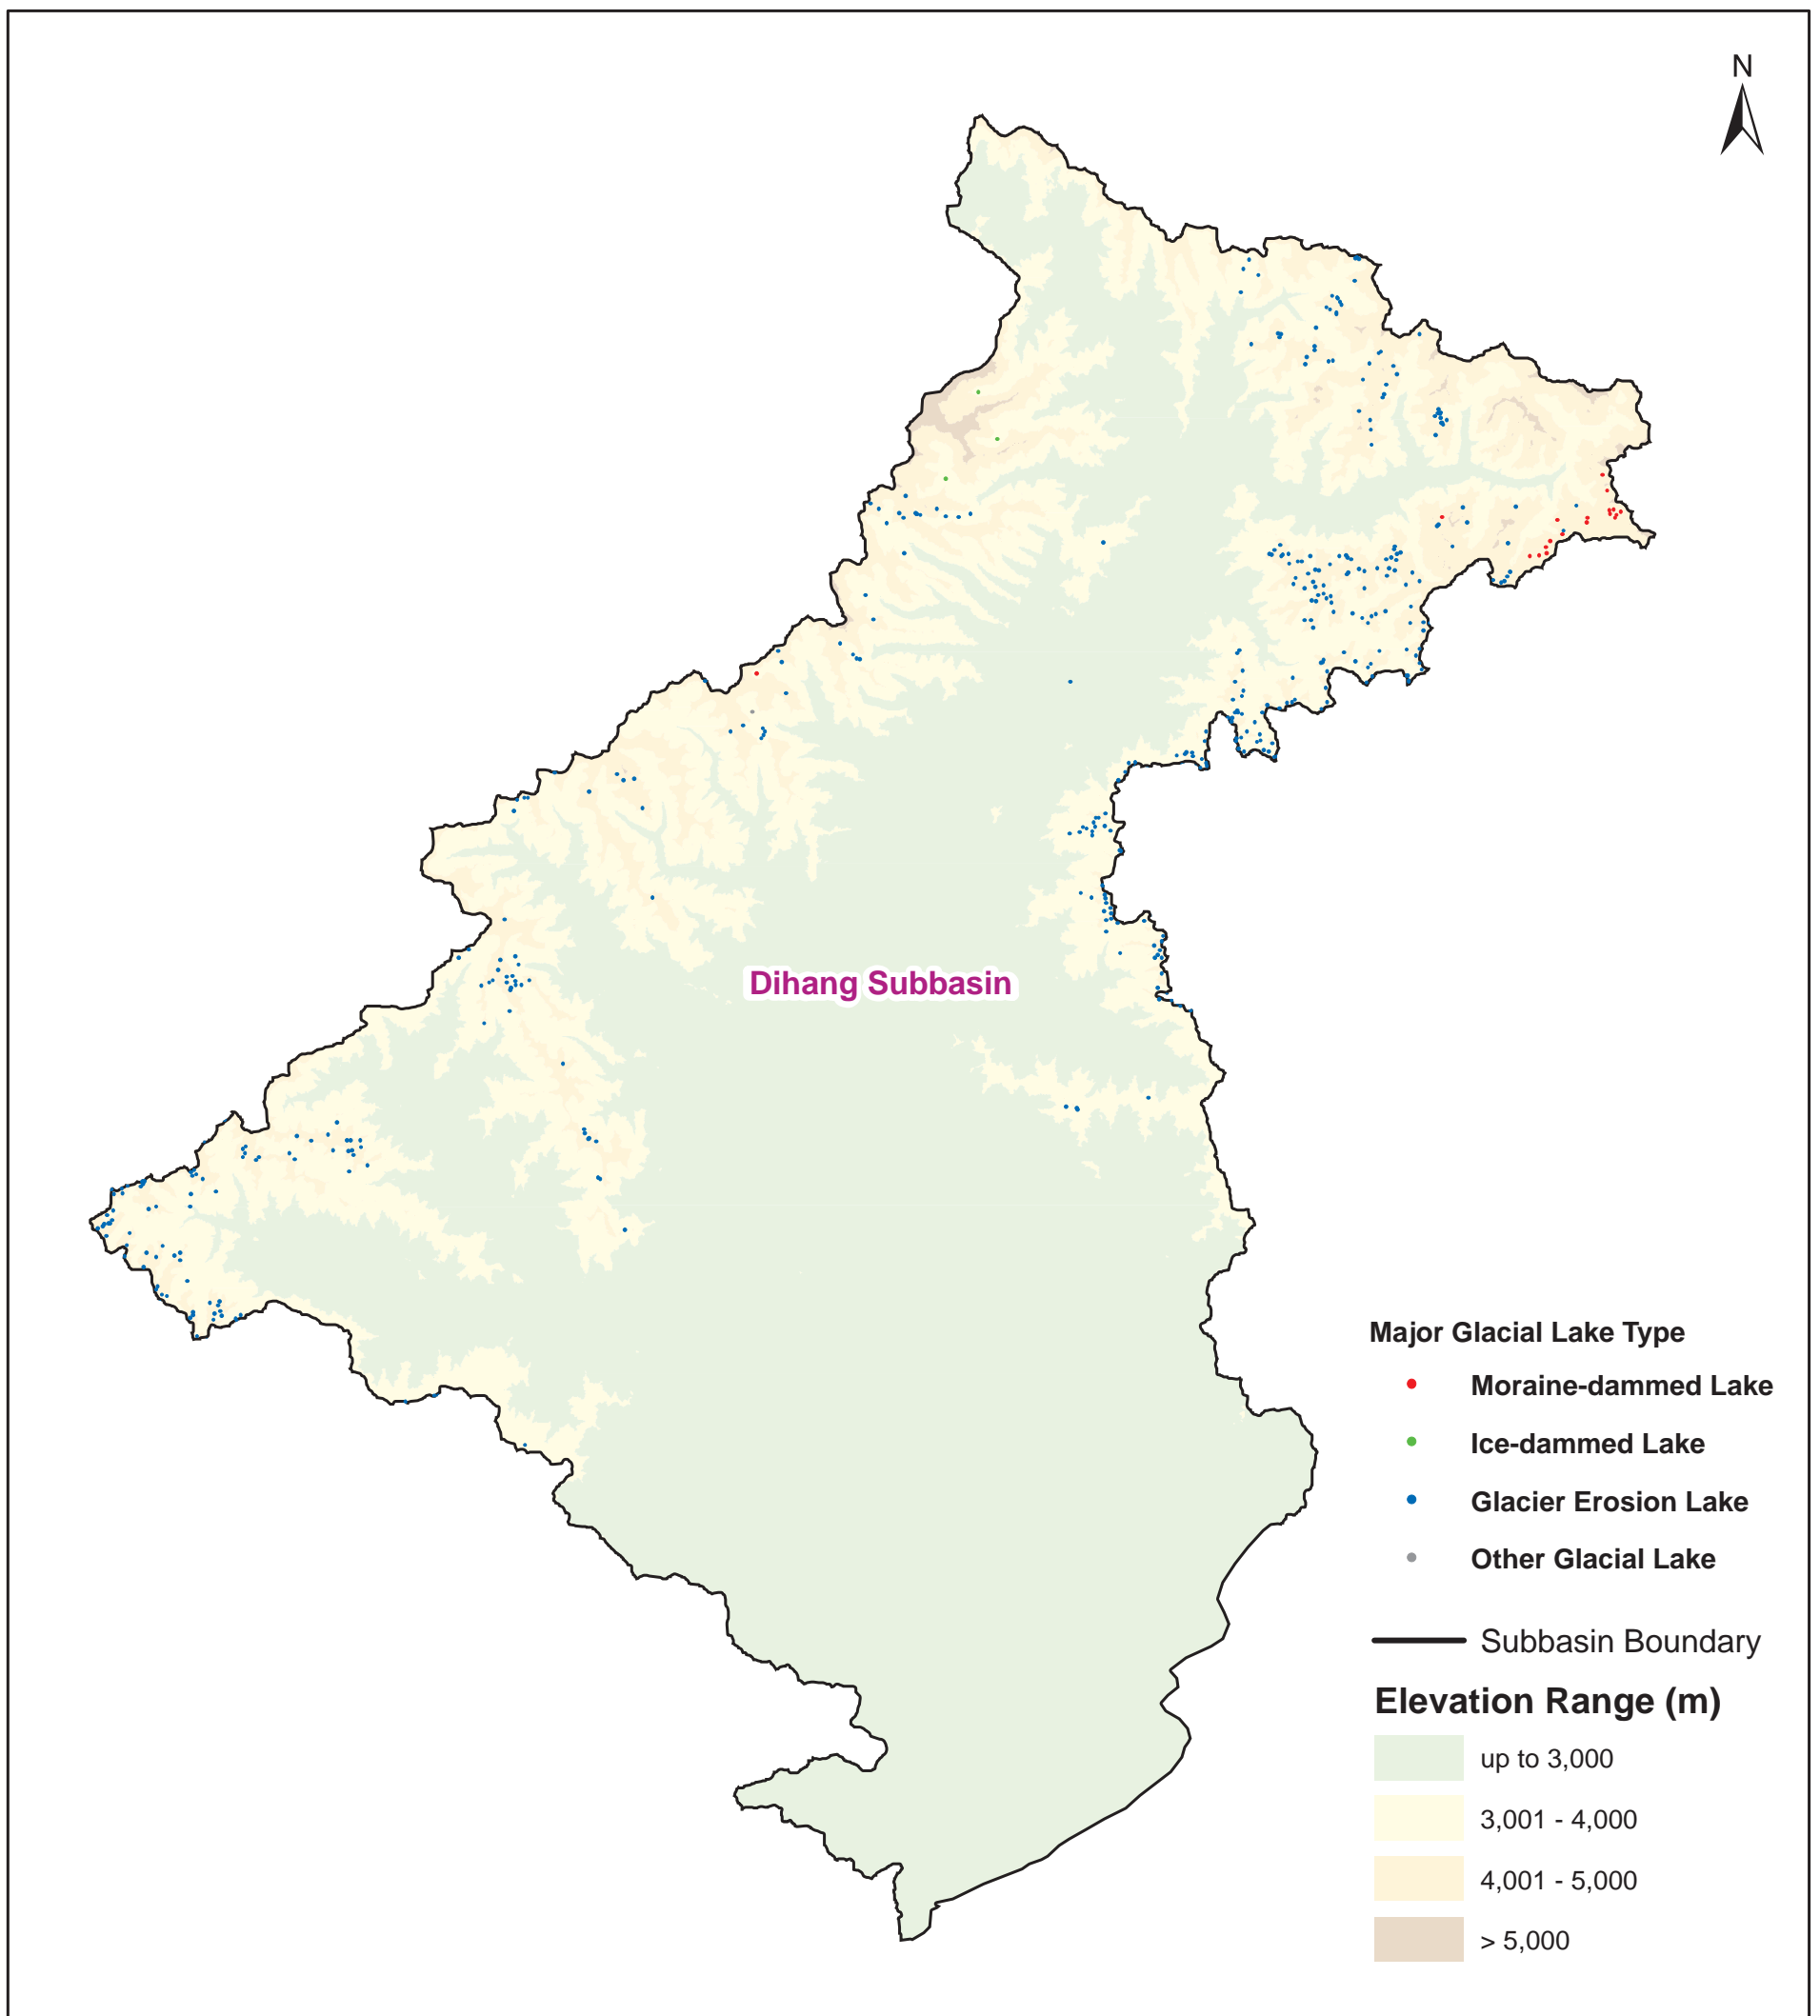 N
Dihang Subbasin
Major Glacial Lake Type
Moraine-dammed Lake
Ice-dammed Lake
Glacier Erosion Lake
Other Glacial Lake
Subbasin Boundary
Elevation Range (m)
up to 3,000
3,001 - 4,000
4,001 - 5,000
> 5,000